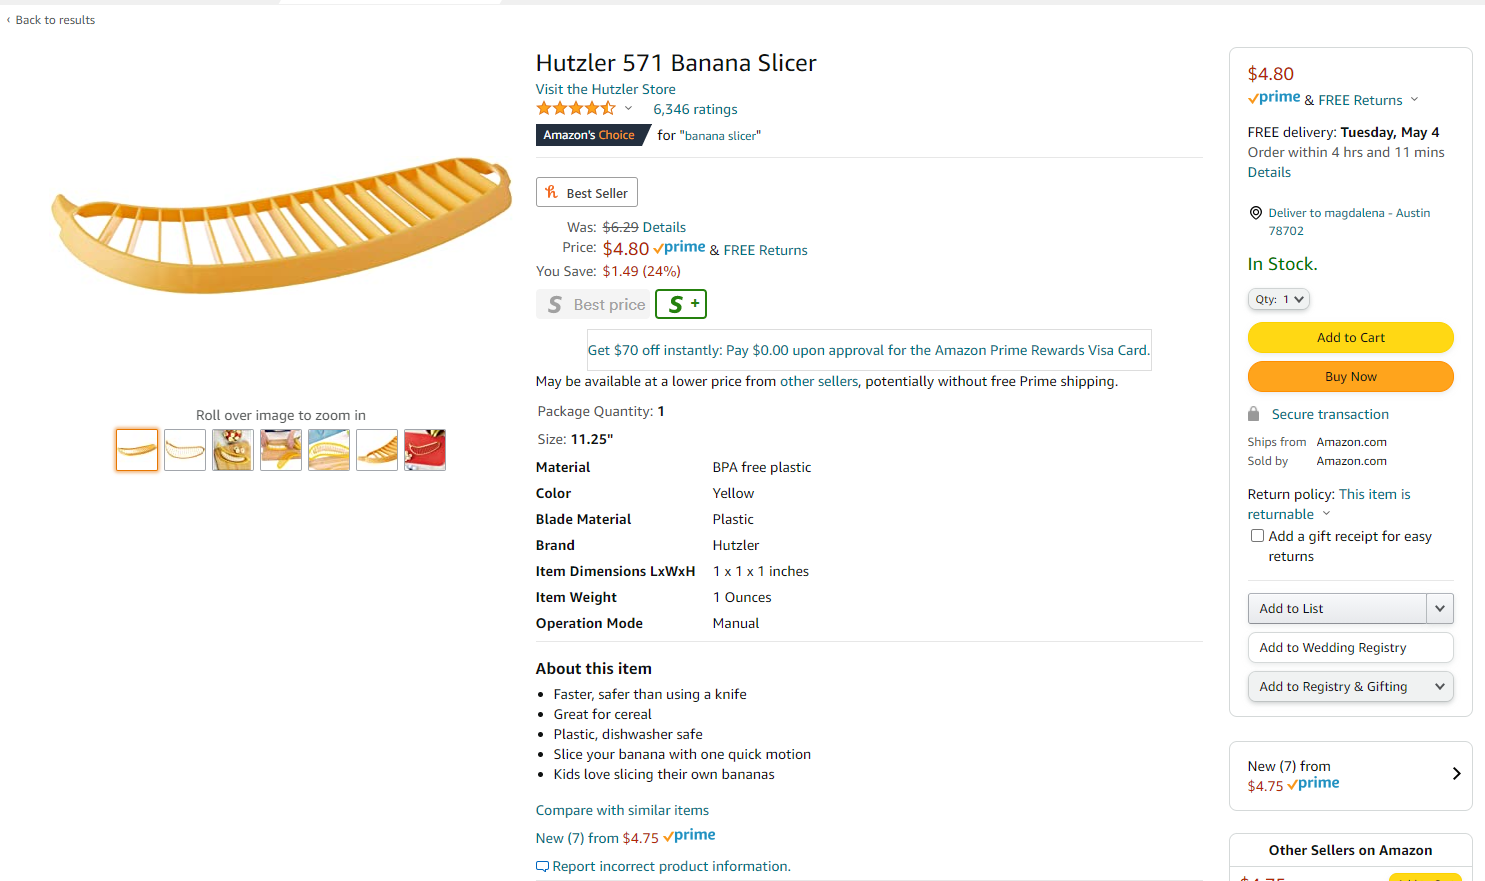 ‹ Back to results
Hutzler 571 Banana Slicer
Visit the Hutzler Store
6,346 ratings
Amazon's Choice for "banana slicer"
Best Seller
Was: $6.29 Details
Price: $4.80 prime & FREE Returns
You Save: $1.49 (24%)
S Best price S +
Get $70 off instantly: Pay $0.00 upon approval for the Amazon Prime Rewards Visa Card.
May be available at a lower price from other sellers, potentially without free Prime shipping.
Package Quantity: 1
Size: 11.25"
Material BPA free plastic
Color Yellow
Blade Material Plastic
Brand Hutzler
Item Dimensions LxWxH 1 x 1 x 1 inches
Item Weight 1 Ounces
Operation Mode Manual
About this item
• Faster, safer than using a knife
• Great for cereal
• Plastic, dishwasher safe
• Slice your banana with one quick motion
• Kids love slicing their own bananas
Compare with similar items
New (7) from $4.75 prime
Report incorrect product information.
Roll over image to zoom in
$4.80
prime & FREE Returns
FREE delivery: Tuesday, May 4
Order within 4 hrs and 11 mins
Details
Deliver to magdalena - Austin
78702
In Stock.
Qty: 1
Add to Cart
Buy Now
Secure transaction
Ships from Amazon.com
Sold by Amazon.com
Return policy: This item is
returnable
Add a gift receipt for easy
returns
Add to List
Add to Wedding Registry
Add to Registry & Gifting
New (7) from
$4.75 prime
Other Sellers on Amazon